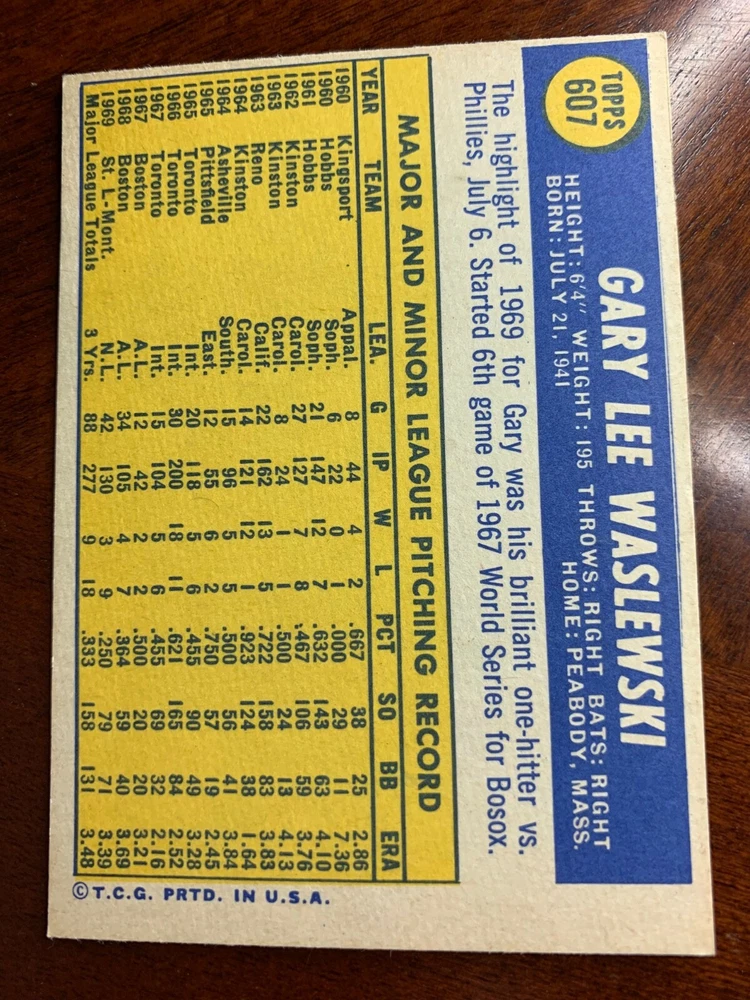 TOPPS
607
GARY LEE WASLEWSKI
HEIGHT: 6'4" WEIGHT: 195 THROWS: RIGHT BATS: RIGHT
BORN: JULY 21, 1941 HOME: PEABODY, MASS.
The highlight of 1969 for Gary was his brilliant one-hitter vs.
Phillies, July 6. Started 6th game of 1967 World Series for Bosox.
MAJOR AND MINOR LEAGUE PITCHING RECORD
YEAR TEAM LEA. G IP W L PCT SO BB ERA
1960 Kingsport Appal. 8 44 4 2 .667 38 25 2.86
1960 Hobbs Soph. 6 22 0 1 .000 29 11 7.36
1961 Hobbs Soph. 21 147 12 7 .632 143 63 4.10
1962 Kinston Carol. 27 127 7 8 .467 106 59 3.76
1963 Kinston Carol. 8 24 1 1 .500 24 13 4.13
1963 Reno Calif. 22 162 13 5 .722 158 83 3.83
1964 Kinston Carol. 14 121 12 1 .923 124 38 1.64
1964 Asheville South. 15 96 5 5 .500 56 41 3.84
1965 Pittsfield East. 12 55 6 2 .750 57 19 2.45
1965 Toronto Int. 20 118 5 6 .455 90 49 3.28
1966 Toronto Int. 30 200 18 11 .621 165 84 2.52
1967 Toronto Int. 15 104 5 6 .455 69 32 2.16
1967 Boston A.L. 12 42 2 2 .500 20 20 3.21
1968 Boston A.L. 34 105 4 7 .364 59 40 3.69
1969 St. L-Mont. N.L. 42 130 3 9 .250 79 71 3.39
Major League Totals 3 Yrs. 88 277 9 18 .333 158 131 3.48
© T.C.G. PRTD. IN U.S.A.